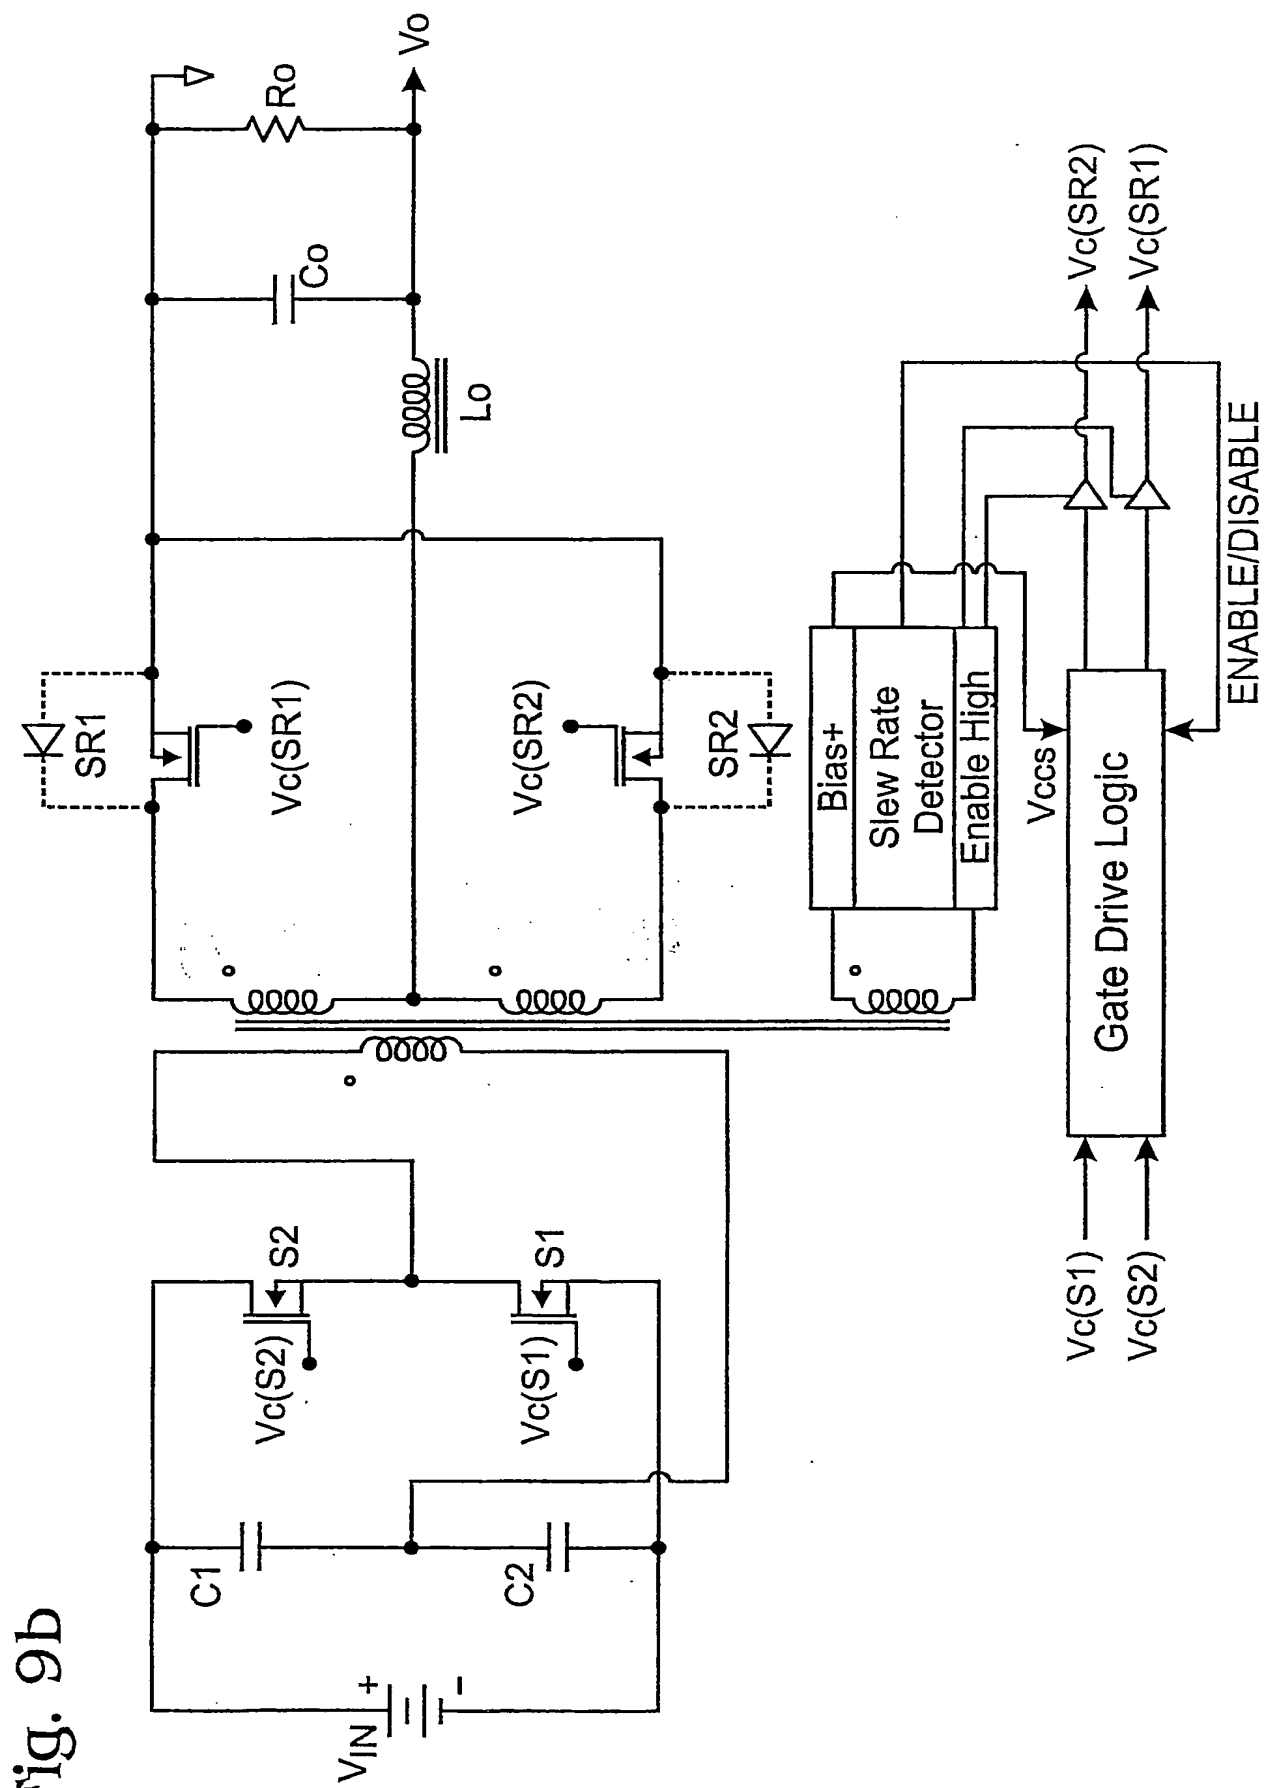 Fig. 9b
VIN
+
-
C1
C2
Vc(S2)
S2
Vc(S1)
S1
SR1
Vc(SR1)
Vc(SR2)
SR2
Lo
Co
Ro
Vo
Bias+
Slew Rate
Detector
Enable High
Vccs
Gate Drive Logic
Vc(S1)
Vc(S2)
Vc(SR2)
Vc(SR1)
ENABLE/DISABLE